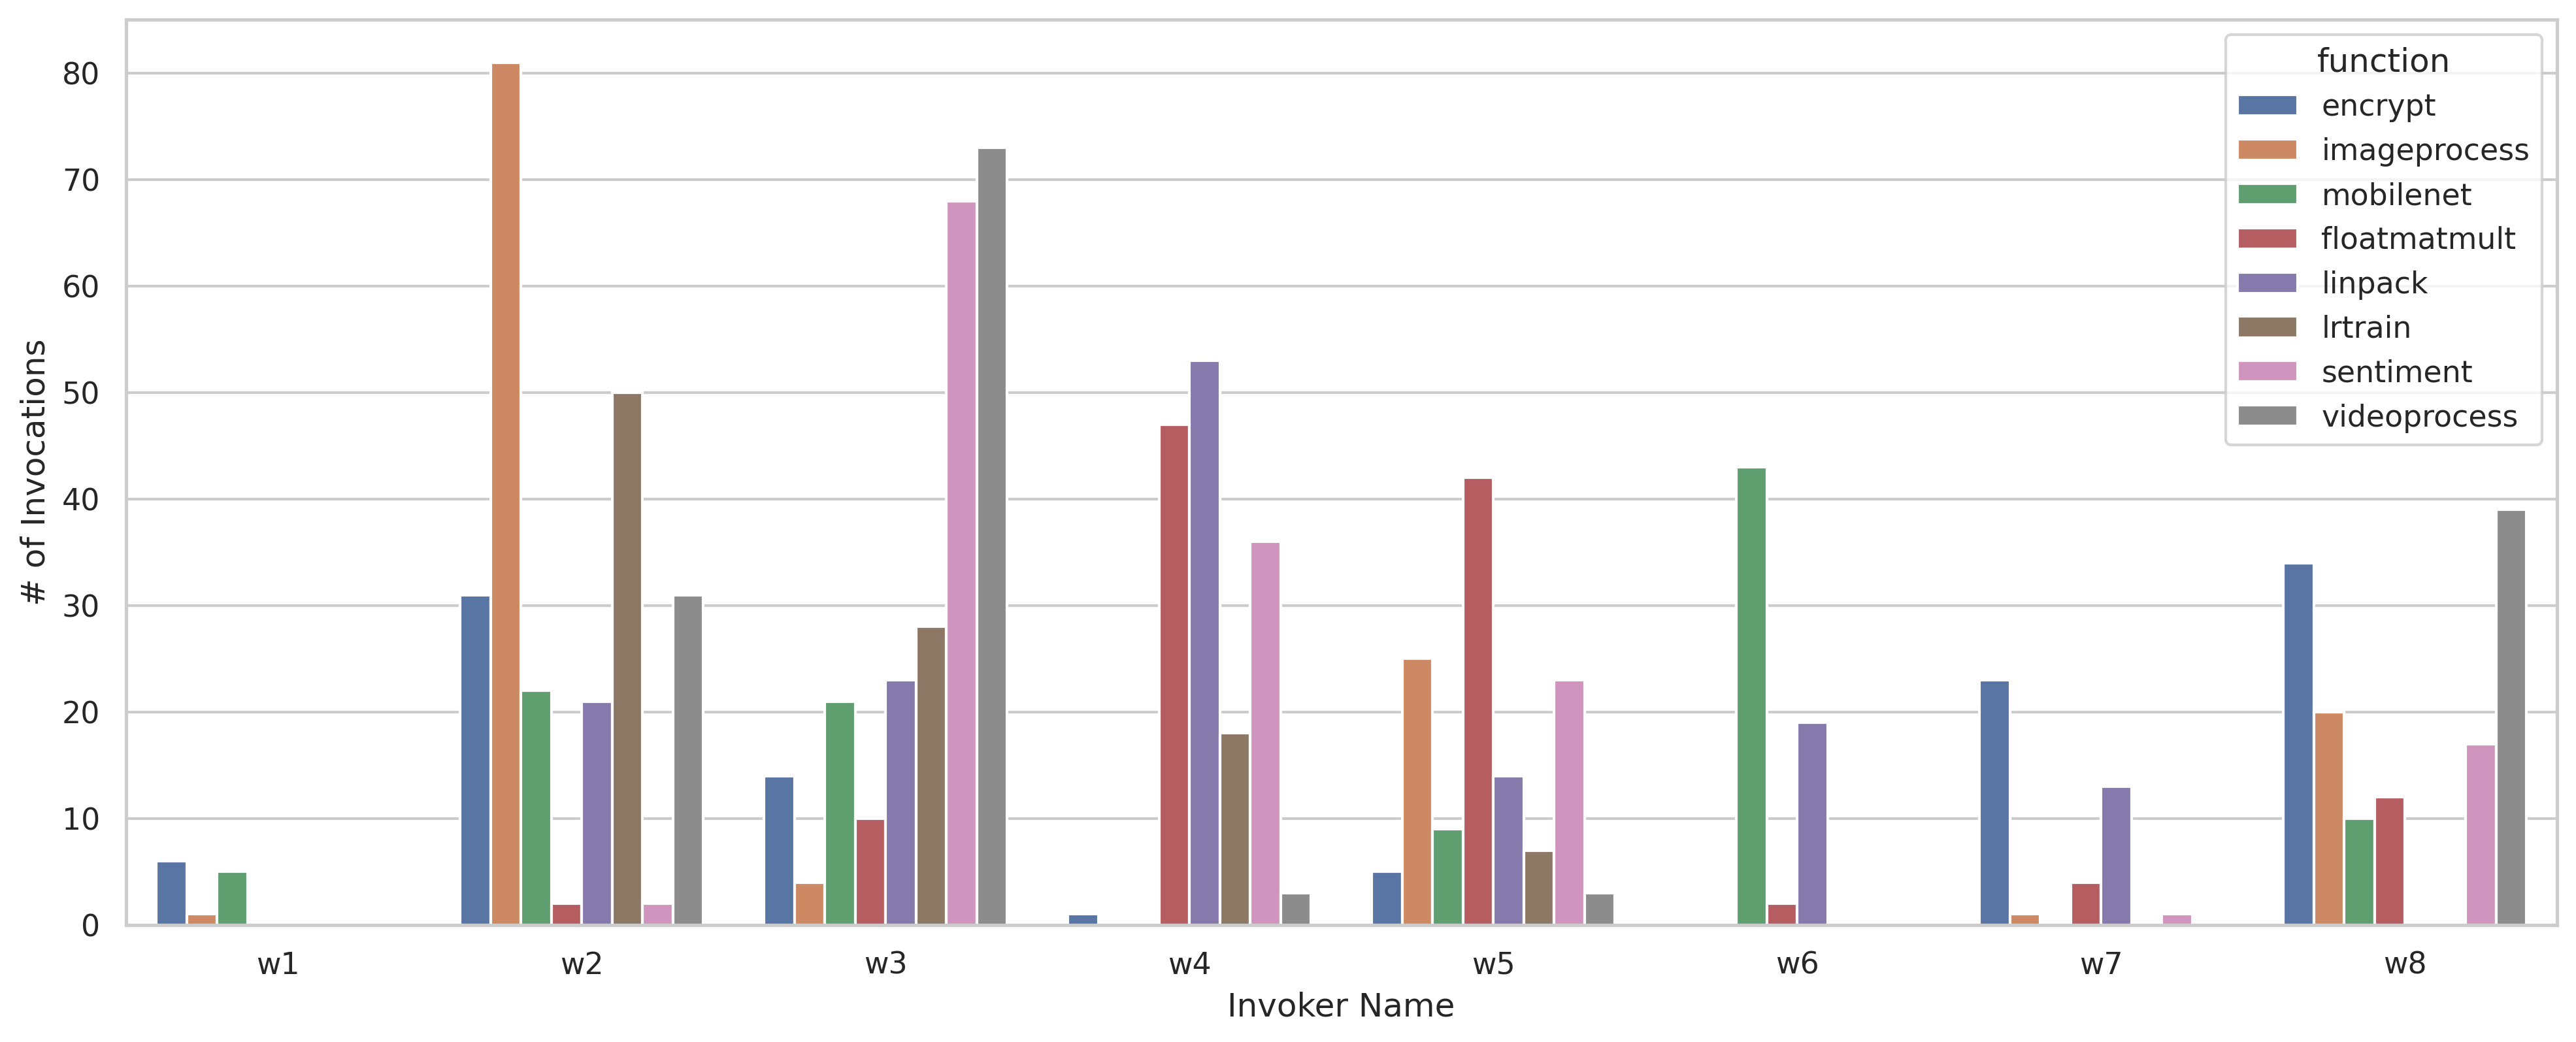 # of Invocations
80
70
60
50
40
30
20
10
0
function
encrypt
imageprocess
mobilenet
floatmatmult
linpack
lrtrain
sentiment
videoprocess
w1 w2 w3 w4 w5 w6 w7 w8
Invoker Name